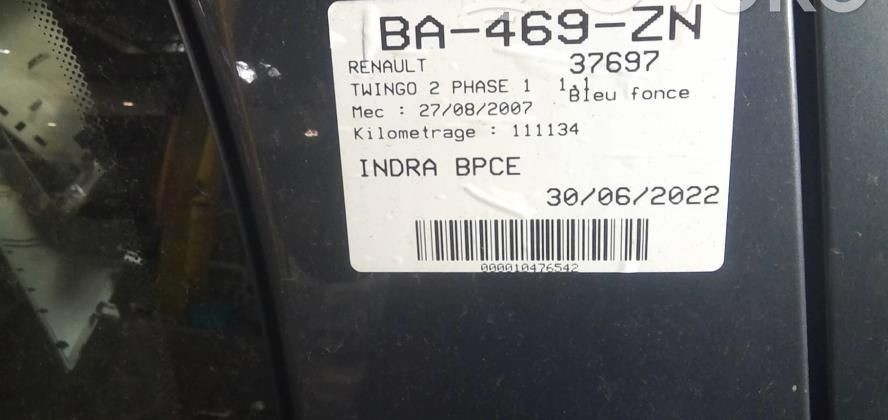 BA-469-ZN
RENAULT 37697
TWINGO 2 PHASE 1 1.1
Bleu fonce
Mec : 27/08/2007
Kilometrage : 111134
INDRA BPCE
30/06/2022
000010476542